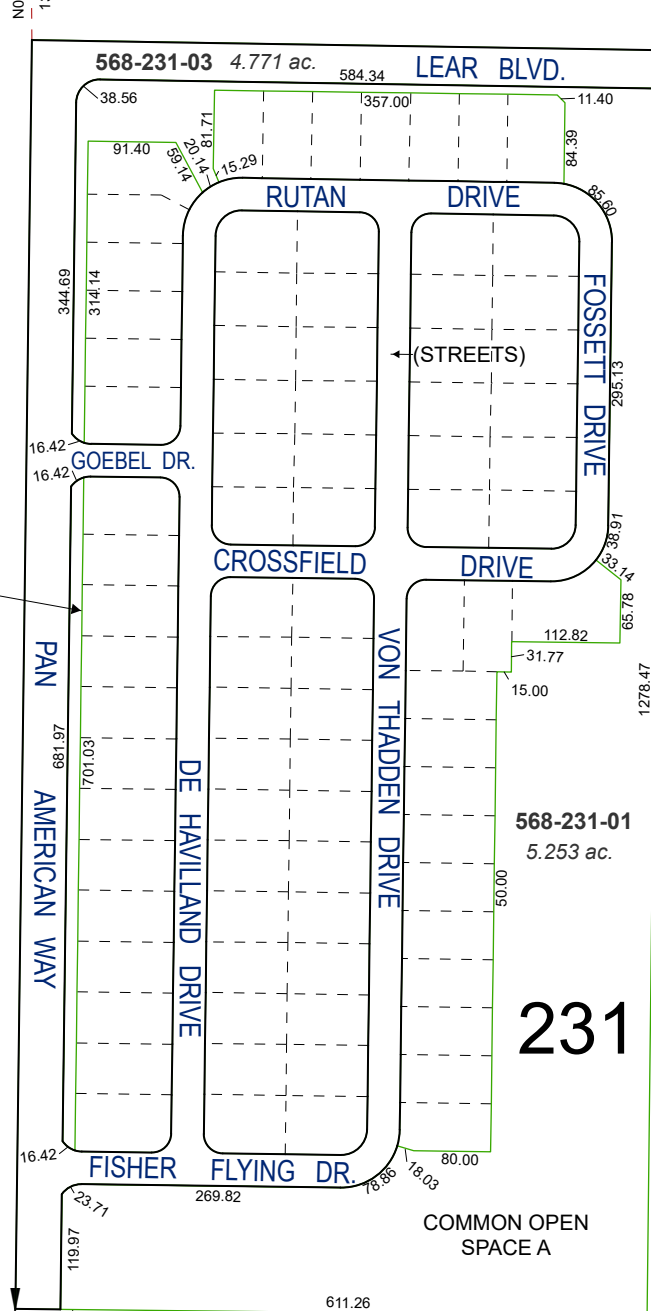 N0
13
568-231-03 4.771 ac.
584.34
LEAR BLVD.
38.56
357.00
11.40
81.71
84.39
91.40
59.14
20.14
15.29
85.60
RUTAN DRIVE
344.69
314.14
FOSSETT DRIVE
295.13
(STREETS)
16.42
GOEBEL DR.
16.42
38.91
33.14
CROSSFIELD DRIVE
65.78
112.82
31.77
15.00
1278.47
PAN AMERICAN WAY
681.97
701.03
DE HAVILLAND DRIVE
VON THADDEN DRIVE
568-231-01
5.253 ac.
50.00
231
16.42
FISHER FLYING DR.
80.00
18.03
78.86
269.82
23.71
119.97
COMMON OPEN
SPACE A
611.26